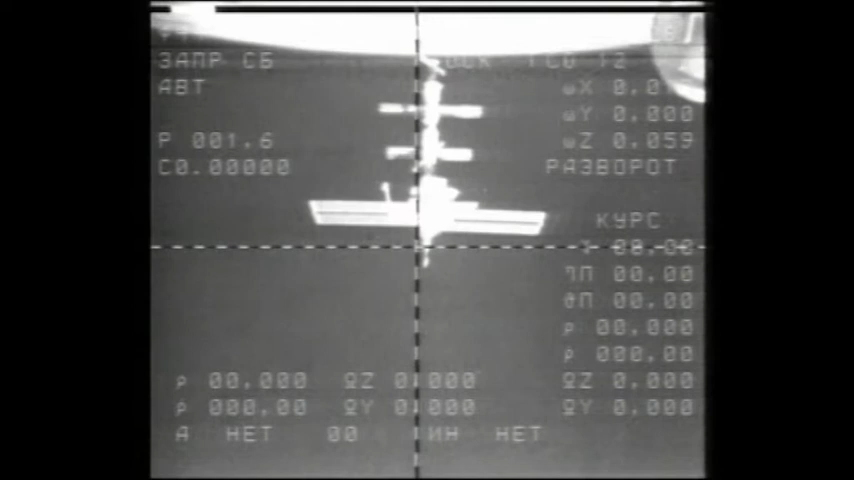 ЗАПР СБ
АВТ
ωY 0.000
P 001.6 ωZ 0.059
С0.00000 РАЗВОРОТ
КУРС
00.00
ηП 00.00
ϑП 00.00
ρ 00.000
ρ 000.00
ρ 00.000 ΩZ 0.000 ΩZ 0.000
ρ 000.00 ΩY 0.000 ΩY 0.000
А НЕТ 00 ИН НЕТ